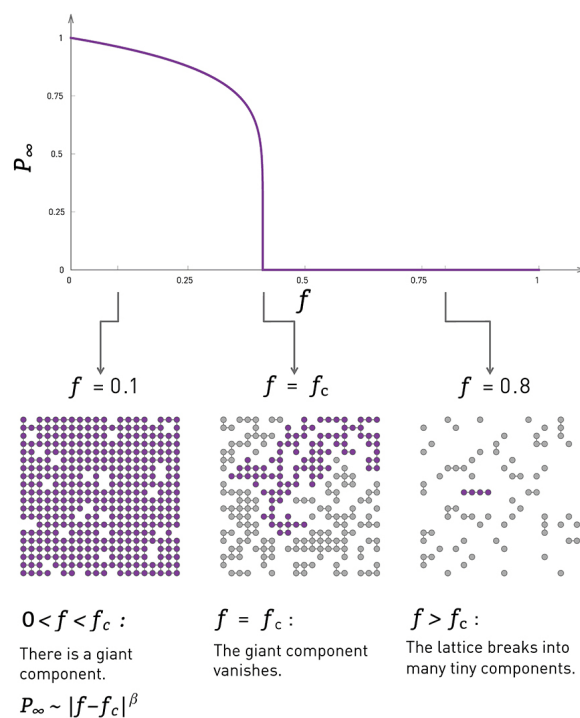 1
0.75
P∞
0.5
0.25
0
0 0.25 0.5 0.75 1
f
f = 0.1 f = fc f = 0.8
0 < f < fc : f = fc : f > fc :
There is a giant
component.
P∞ ~ |f−fc|^β
The giant component
vanishes.
The lattice breaks into
many tiny components.